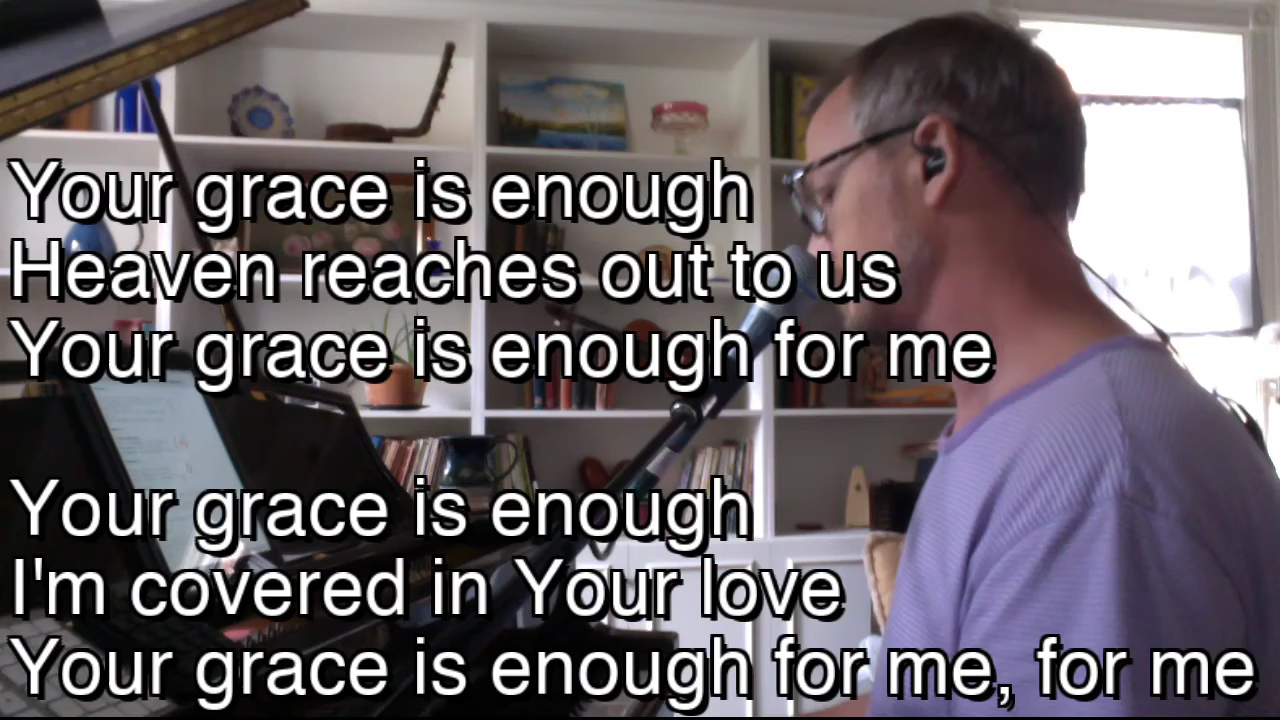 Your grace is enough
Heaven reaches out to us
Your grace is enough for me
Your grace is enough
I'm covered in Your love
Your grace is enough for me, for me